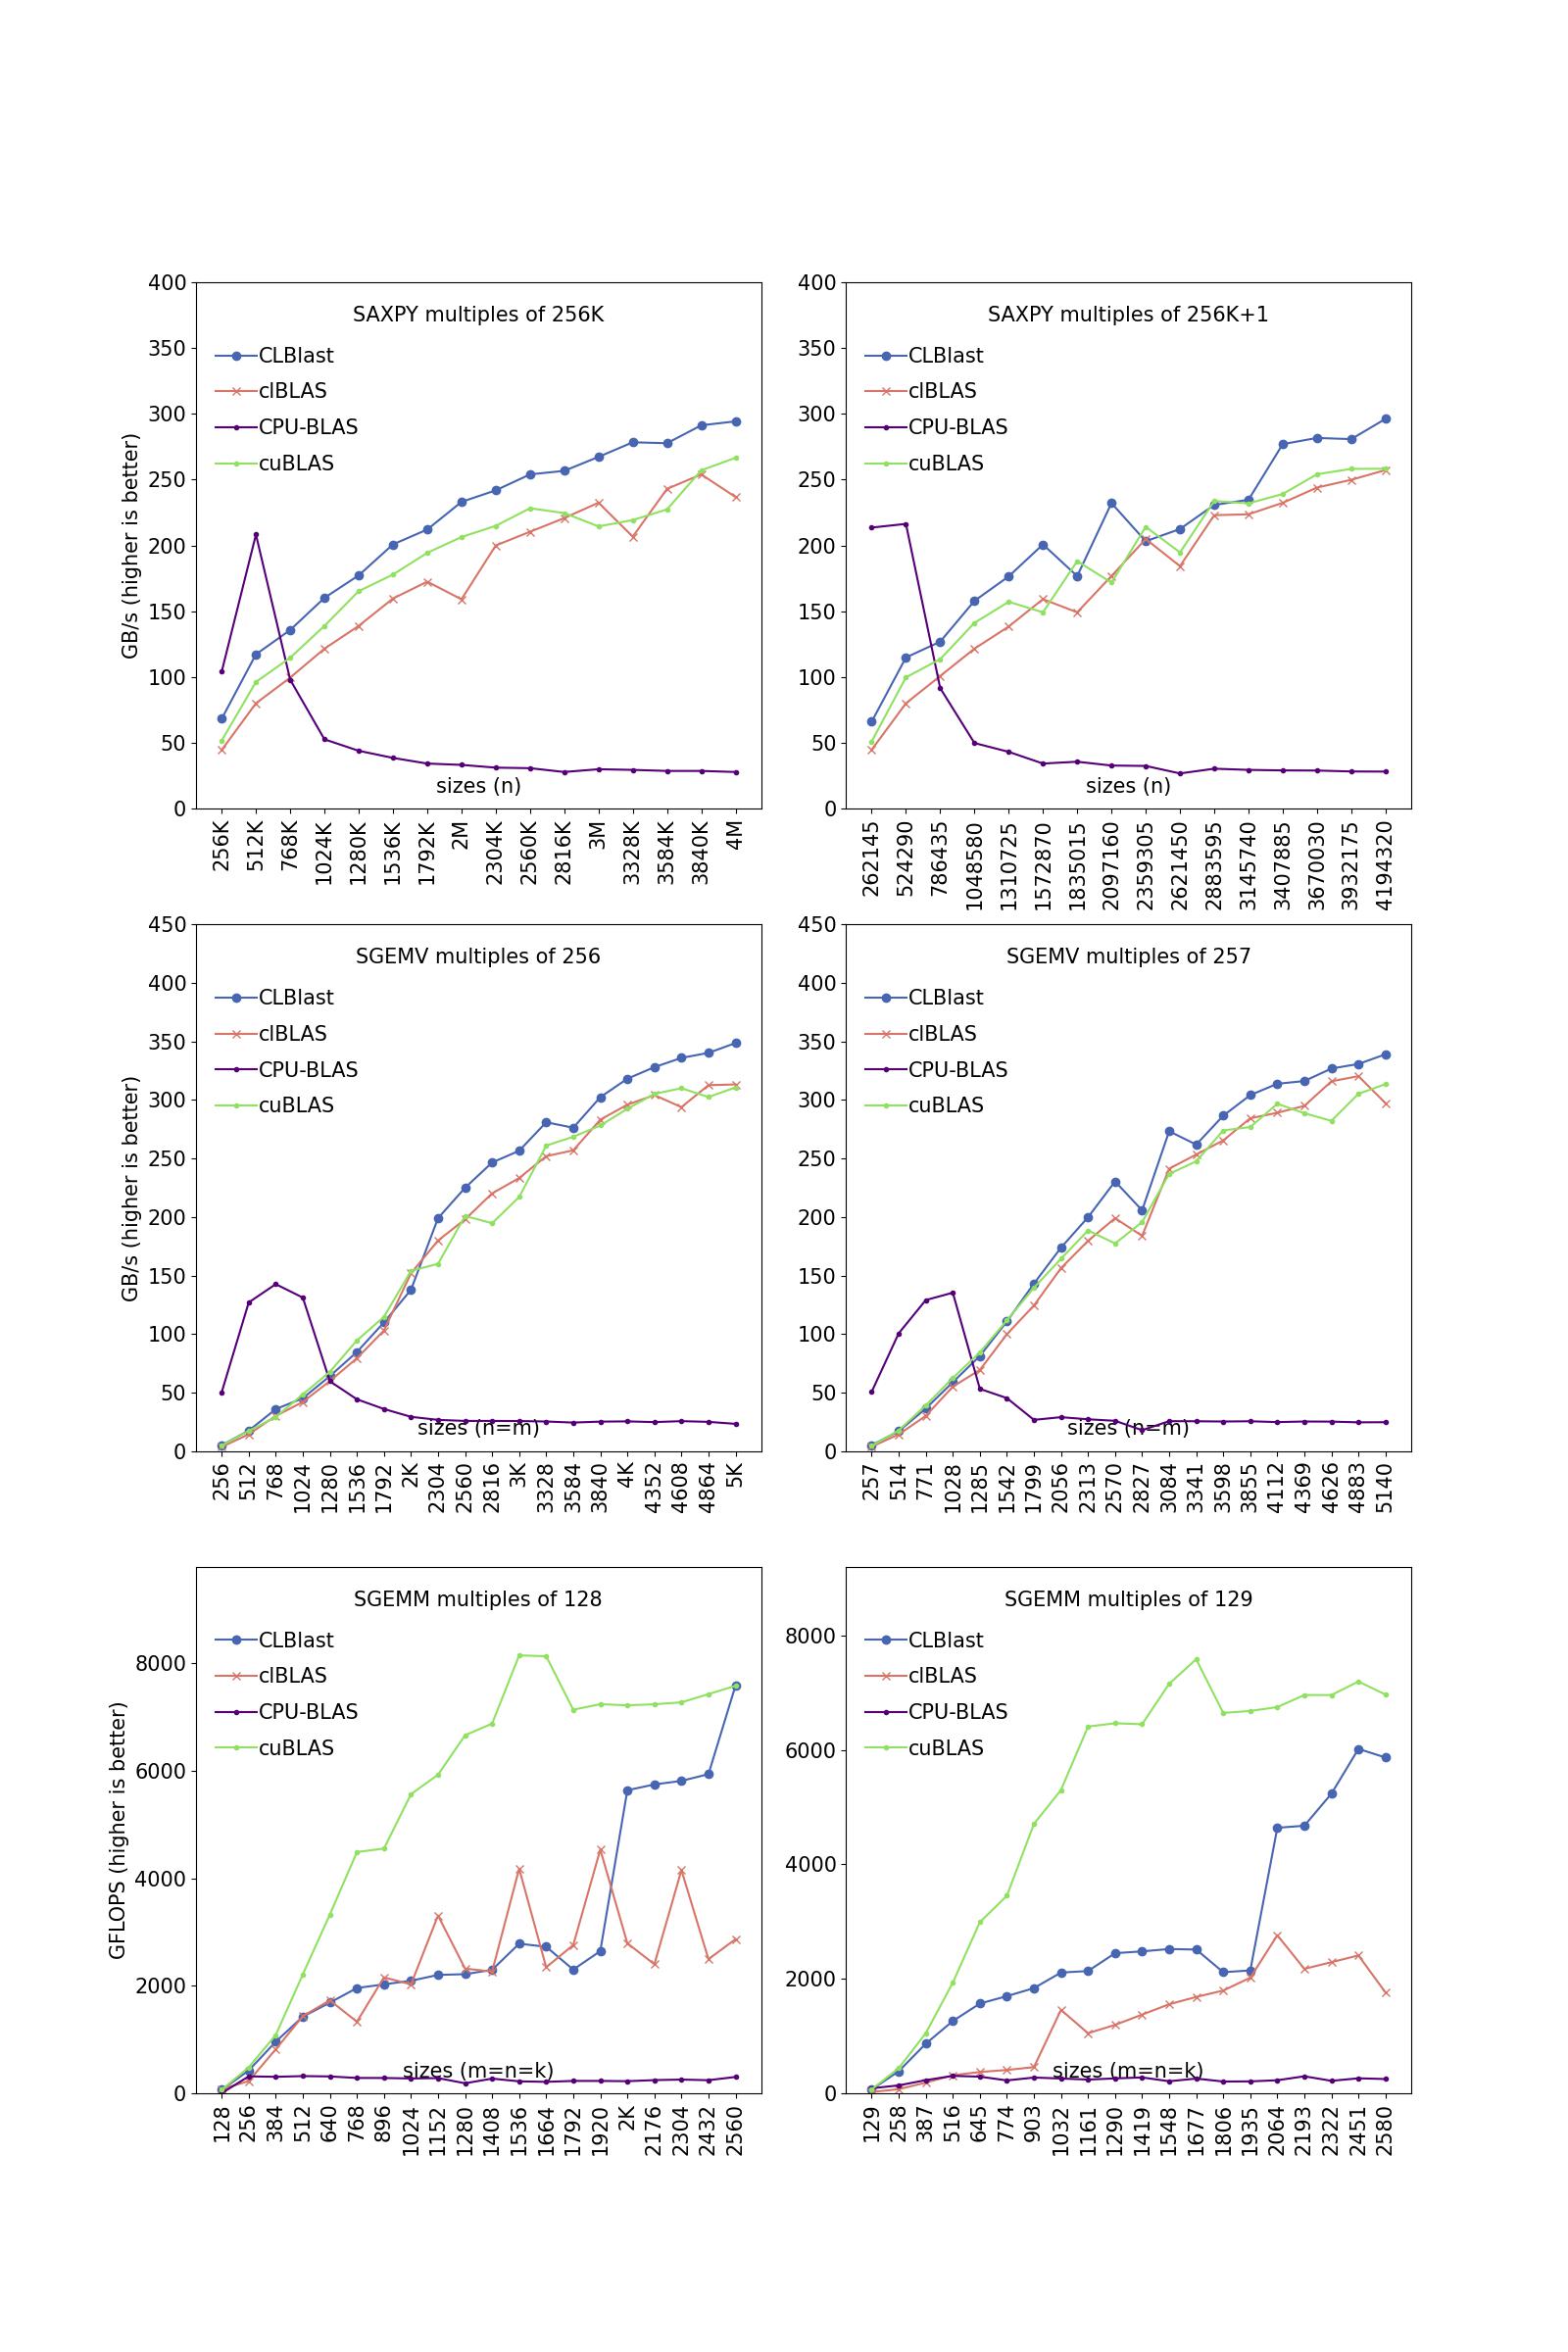 SAXPY multiples of 256K
CLBlast
clBLAS
CPU-BLAS
cuBLAS
GB/s (higher is better)
400
350
300
250
200
150
100
50
0
sizes (n)
256K 512K 768K 1024K 1280K 1536K 1792K 2M 2304K 2560K 2816K 3M 3328K 3584K 3840K 4M
SAXPY multiples of 256K+1
CLBlast
clBLAS
CPU-BLAS
cuBLAS
400
350
300
250
200
150
100
50
0
sizes (n)
262145 524290 786435 1048580 1310725 1572870 1835015 2097160 2359305 2621450 2883595 3145740 3407885 3670030 3932175 4194320
SGEMV multiples of 256
CLBlast
clBLAS
CPU-BLAS
cuBLAS
GB/s (higher is better)
450
400
350
300
250
200
150
100
50
0
sizes (n=m)
256 512 768 1024 1280 1536 1792 2K 2304 2560 2816 3K 3328 3584 3840 4K 4352 4608 4864 5K
SGEMV multiples of 257
CLBlast
clBLAS
CPU-BLAS
cuBLAS
450
400
350
300
250
200
150
100
50
0
sizes (n=m)
257 514 771 1028 1285 1542 1799 2056 2313 2570 2827 3084 3341 3598 3855 4112 4369 4626 4883 5140
SGEMM multiples of 128
CLBlast
clBLAS
CPU-BLAS
cuBLAS
GFLOPS (higher is better)
8000
6000
4000
2000
0
sizes (m=n=k)
128 256 384 512 640 768 896 1024 1152 1280 1408 1536 1664 1792 1920 2K 2176 2304 2432 2560
SGEMM multiples of 129
CLBlast
clBLAS
CPU-BLAS
cuBLAS
8000
6000
4000
2000
0
sizes (m=n=k)
129 258 387 516 645 774 903 1032 1161 1290 1419 1548 1677 1806 1935 2064 2193 2322 2451 2580